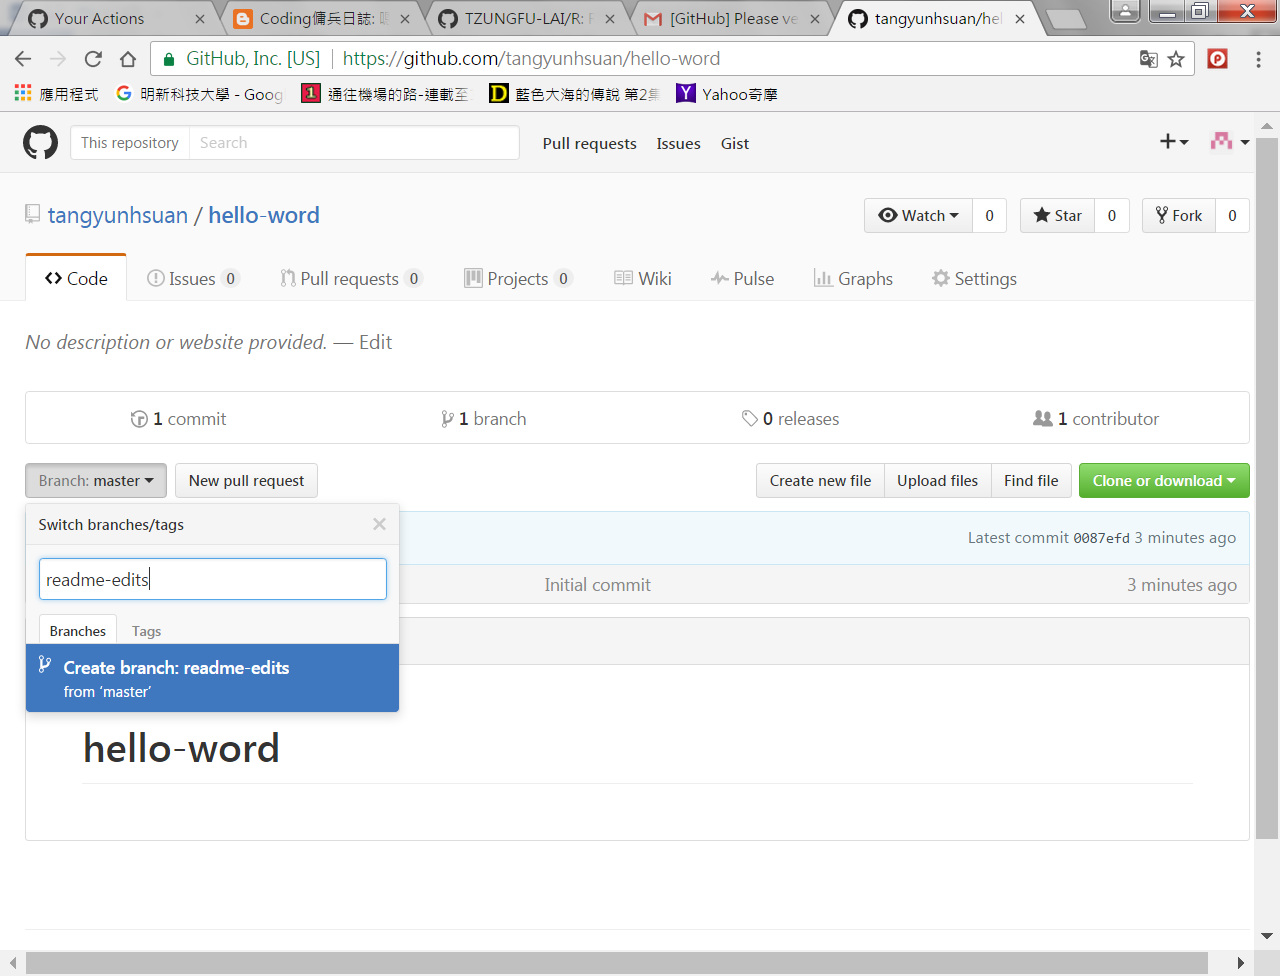 Your Actions
Coding傭兵日誌:
TZUNGFU-LAI/R:
[GitHub] Please ve
tangyunhsuan/hel
GitHub, Inc. [US] https://github.com/tangyunhsuan/hello-word
應用程式
明新科技大學 - Goog
通往機場的路-連載至
藍色大海的傳說 第2集
Yahoo奇摩
This repository Search
Pull requests Issues Gist
tangyunhsuan / hello-word
Watch 0 Star 0 Fork 0
Code Issues 0 Pull requests 0 Projects 0 Wiki Pulse Graphs Settings
No description or website provided. — Edit
1 commit 1 branch 0 releases 1 contributor
Branch: master New pull request Create new file Upload files Find file Clone or download
Switch branches/tags
Latest commit 0087efd 3 minutes ago
readme-edits
Initial commit 3 minutes ago
Branches Tags
Create branch: readme-edits
from ‘master’
hello-word